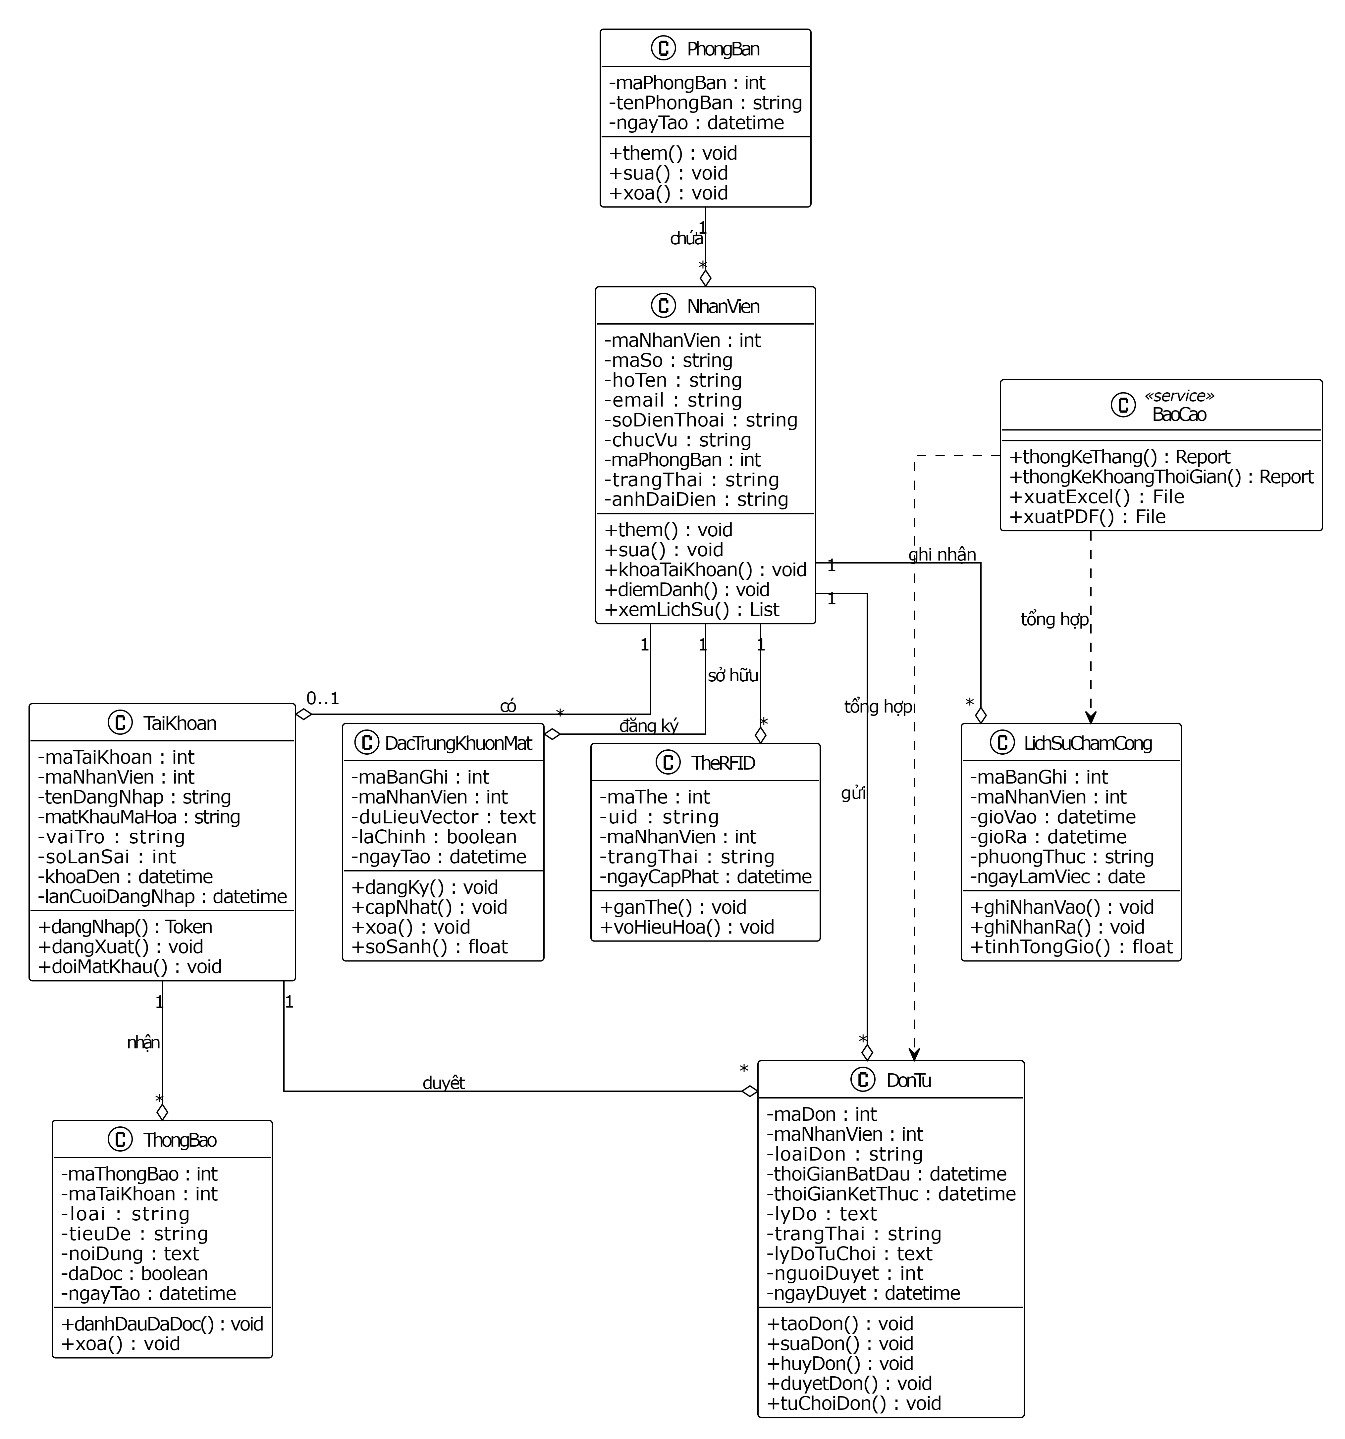 C PhongBan
-maPhongBan : int
-tenPhongBan : string
-ngayTao : datetime
+them() : void
+sua() : void
+xoa() : void
1
chứa
*
C NhanVien
-maNhanVien : int
-maSo : string
-hoTen : string
-email : string
-soDienThoai : string
-chucVu : string
-maPhongBan : int
-trangThai : string
-anhDaiDien : string
+them() : void
+sua() : void
+khoaTaiKhoan() : void
+diemDanh() : void
+xemLichSu() : List
«service»
C BaoCao
+thongKeThang() : Report
+thongKeKhoangThoiGian() : Report
+xuatExcel() : File
+xuatPDF() : File
1
ghi nhận
*
1
gửi
*
tổng hợp
tổng hợp
1
có
0..1
1
đăng ký
*
1
sở hữu
*
C TaiKhoan
-maTaiKhoan : int
-maNhanVien : int
-tenDangNhap : string
-matKhauMaHoa : string
-vaiTro : string
-soLanSai : int
-khoaDen : datetime
-lanCuoiDangNhap : datetime
+dangNhap() : Token
+dangXuat() : void
+doiMatKhau() : void
C DacTrungKhuonMat
-maBanGhi : int
-maNhanVien : int
-duLieuVector : text
-laChinh : boolean
-ngayTao : datetime
+dangKy() : void
+capNhat() : void
+xoa() : void
+soSanh() : float
C TheRFID
-maThe : int
-uid : string
-maNhanVien : int
-trangThai : string
-ngayCapPhat : datetime
+ganThe() : void
+voHieuHoa() : void
C LichSuChamCong
-maBanGhi : int
-maNhanVien : int
-gioVao : datetime
-gioRa : datetime
-phuongThuc : string
-ngayLamViec : date
+ghiNhanVao() : void
+ghiNhanRa() : void
+tinhTongGio() : float
1
nhận
*
1
duyệt
*
C ThongBao
-maThongBao : int
-maTaiKhoan : int
-loai : string
-tieuDe : string
-noiDung : text
-daDoc : boolean
-ngayTao : datetime
+danhDauDaDoc() : void
+xoa() : void
C DonTu
-maDon : int
-maNhanVien : int
-loaiDon : string
-thoiGianBatDau : datetime
-thoiGianKetThuc : datetime
-lyDo : text
-trangThai : string
-lyDoTuChoi : text
-nguoiDuyet : int
-ngayDuyet : datetime
+taoDon() : void
+suaDon() : void
+huyDon() : void
+duyetDon() : void
+tuChoiDon() : void